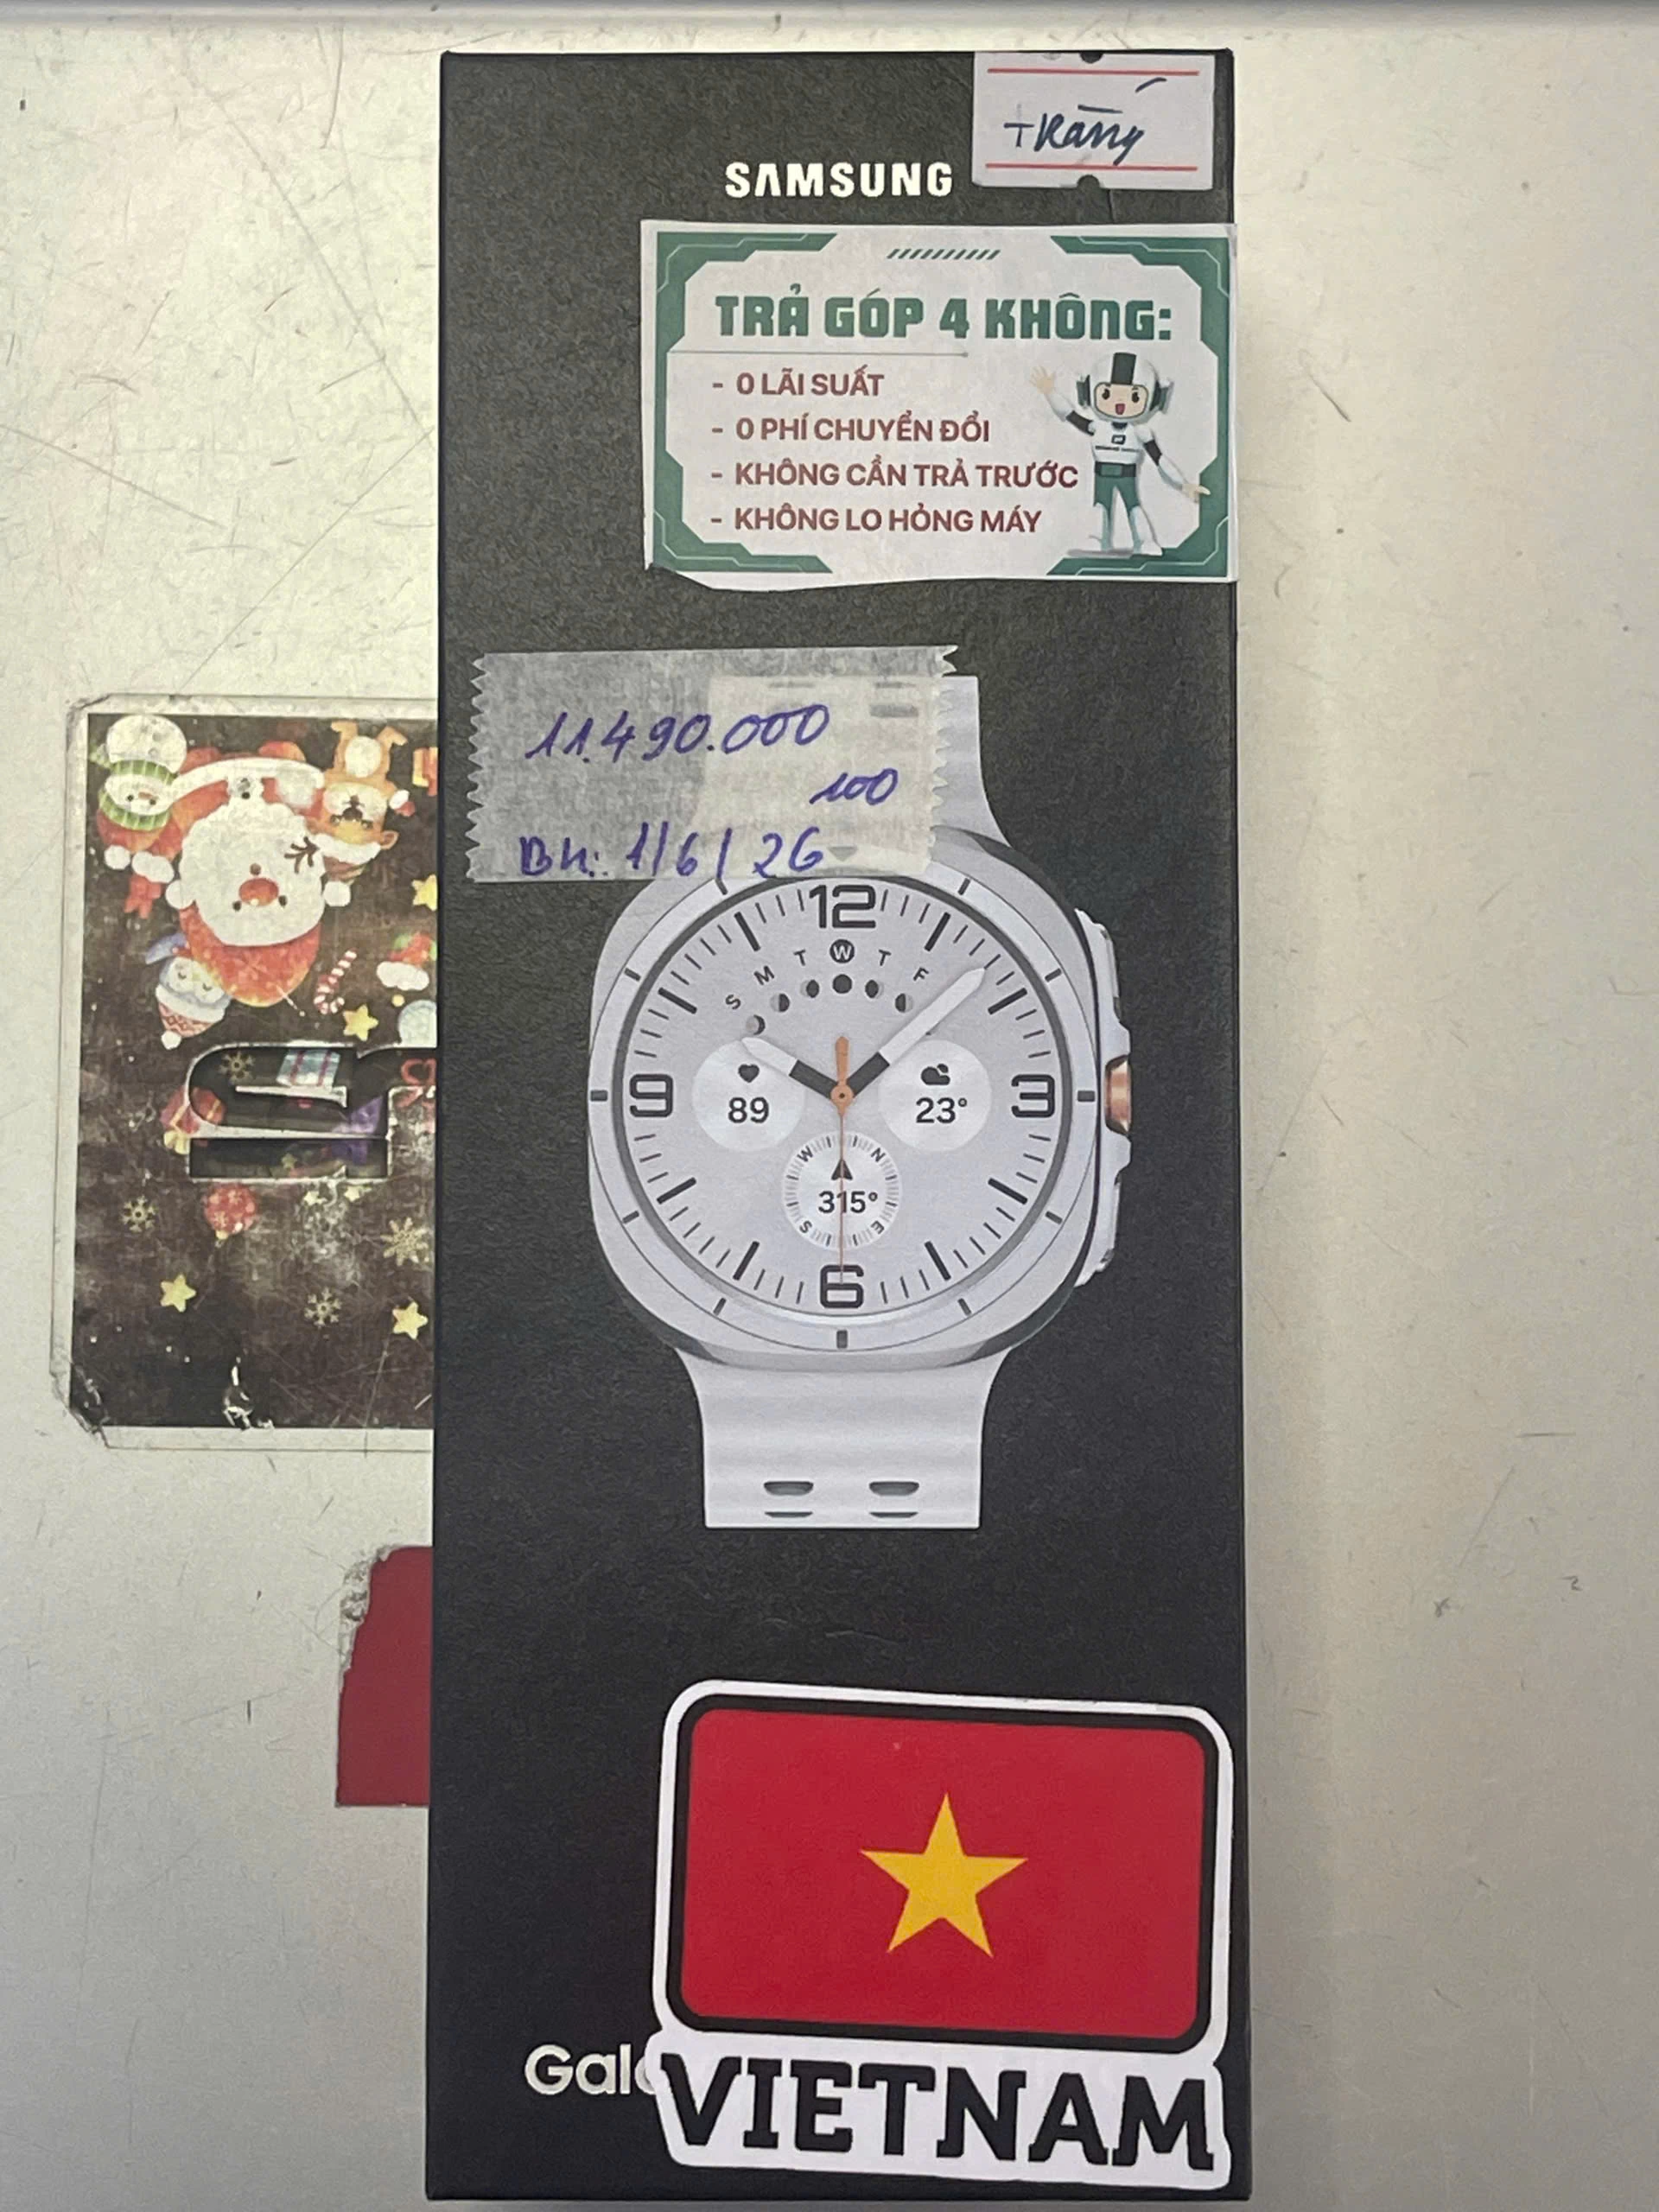 Trắng
SAMSUNG
TRẢ GÓP 4 KHÔNG:
- 0 LÃI SUẤT
- 0 PHÍ CHUYỂN ĐỔI
- KHÔNG CẦN TRẢ TRƯỚC
- KHÔNG LO HỎNG MÁY
11.490.000
100
BH: 1/6/26
12
S M T W T F
9
89
23°
3
W N
315°
S E
6
Gal
VIETNAM